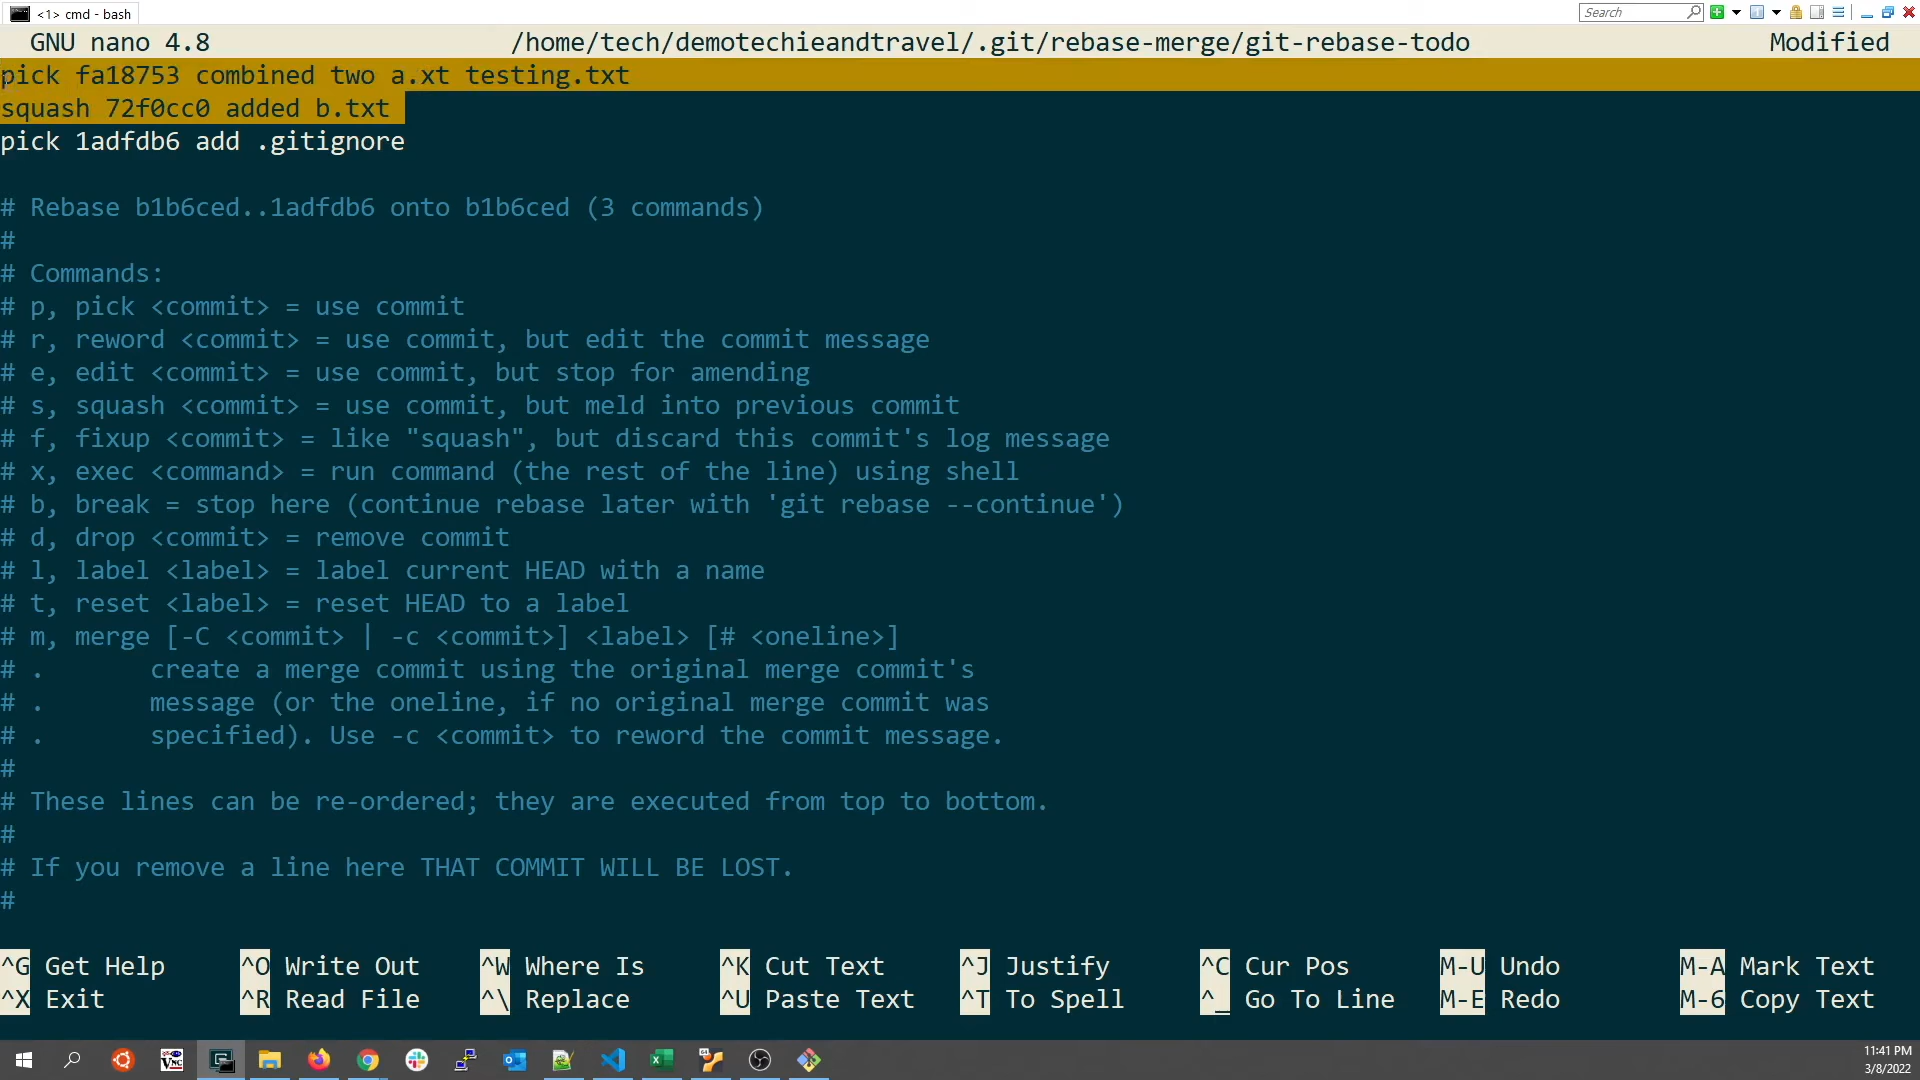 <1> cmd - bash
Search
GNU nano 4.8 /home/tech/demotechieandtravel/.git/rebase-merge/git-rebase-todo Modified
pick fa18753 combined two a.xt testing.txt
squash 72f0cc0 added b.txt
pick 1adfdb6 add .gitignore
# Rebase b1b6ced..1adfdb6 onto b1b6ced (3 commands)
#
# Commands:
# p, pick <commit> = use commit
# r, reword <commit> = use commit, but edit the commit message
# e, edit <commit> = use commit, but stop for amending
# s, squash <commit> = use commit, but meld into previous commit
# f, fixup <commit> = like "squash", but discard this commit's log message
# x, exec <command> = run command (the rest of the line) using shell
# b, break = stop here (continue rebase later with 'git rebase --continue')
# d, drop <commit> = remove commit
# l, label <label> = label current HEAD with a name
# t, reset <label> = reset HEAD to a label
# m, merge [-C <commit> | -c <commit>] <label> [# <oneline>]
# .       create a merge commit using the original merge commit's
# .       message (or the oneline, if no original merge commit was
# .       specified). Use -c <commit> to reword the commit message.
#
# These lines can be re-ordered; they are executed from top to bottom.
#
# If you remove a line here THAT COMMIT WILL BE LOST.
#
^G Get Help ^O Write Out ^W Where Is ^K Cut Text ^J Justify ^C Cur Pos M-U Undo M-A Mark Text
^X Exit ^R Read File ^\ Replace ^U Paste Text ^T To Spell ^_ Go To Line M-E Redo M-6 Copy Text
11:41 PM
3/8/2022